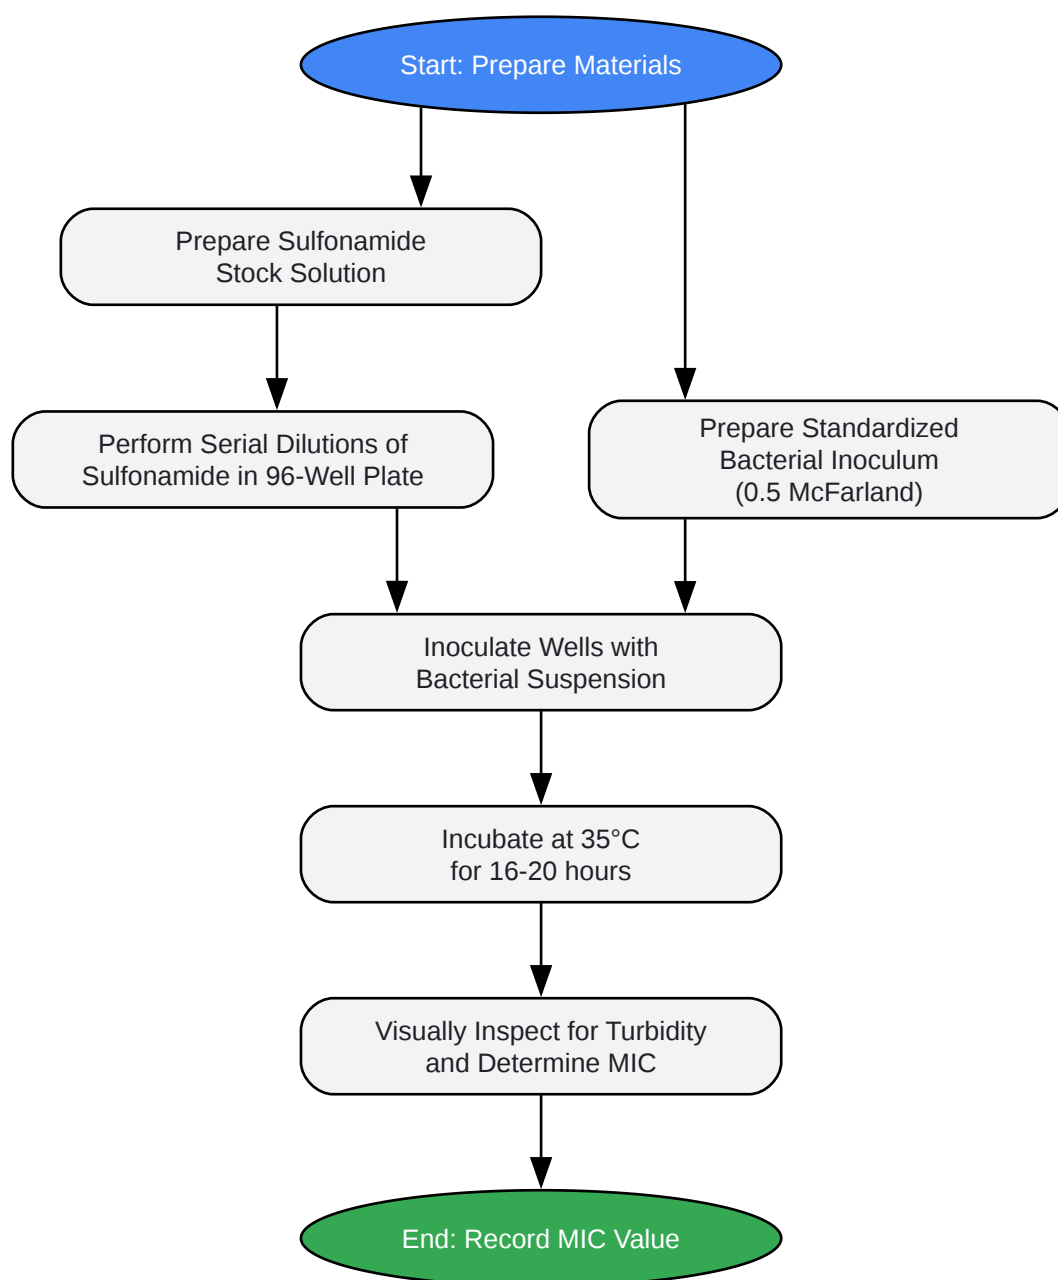 Start: Prepare Materials
Prepare Sulfonamide
Stock Solution
Perform Serial Dilutions of
Sulfonamide in 96-Well Plate
Prepare Standardized
Bacterial Inoculum
(0.5 McFarland)
Inoculate Wells with
Bacterial Suspension
Incubate at 35°C
for 16-20 hours
Visually Inspect for Turbidity
and Determine MIC
End: Record MIC Value